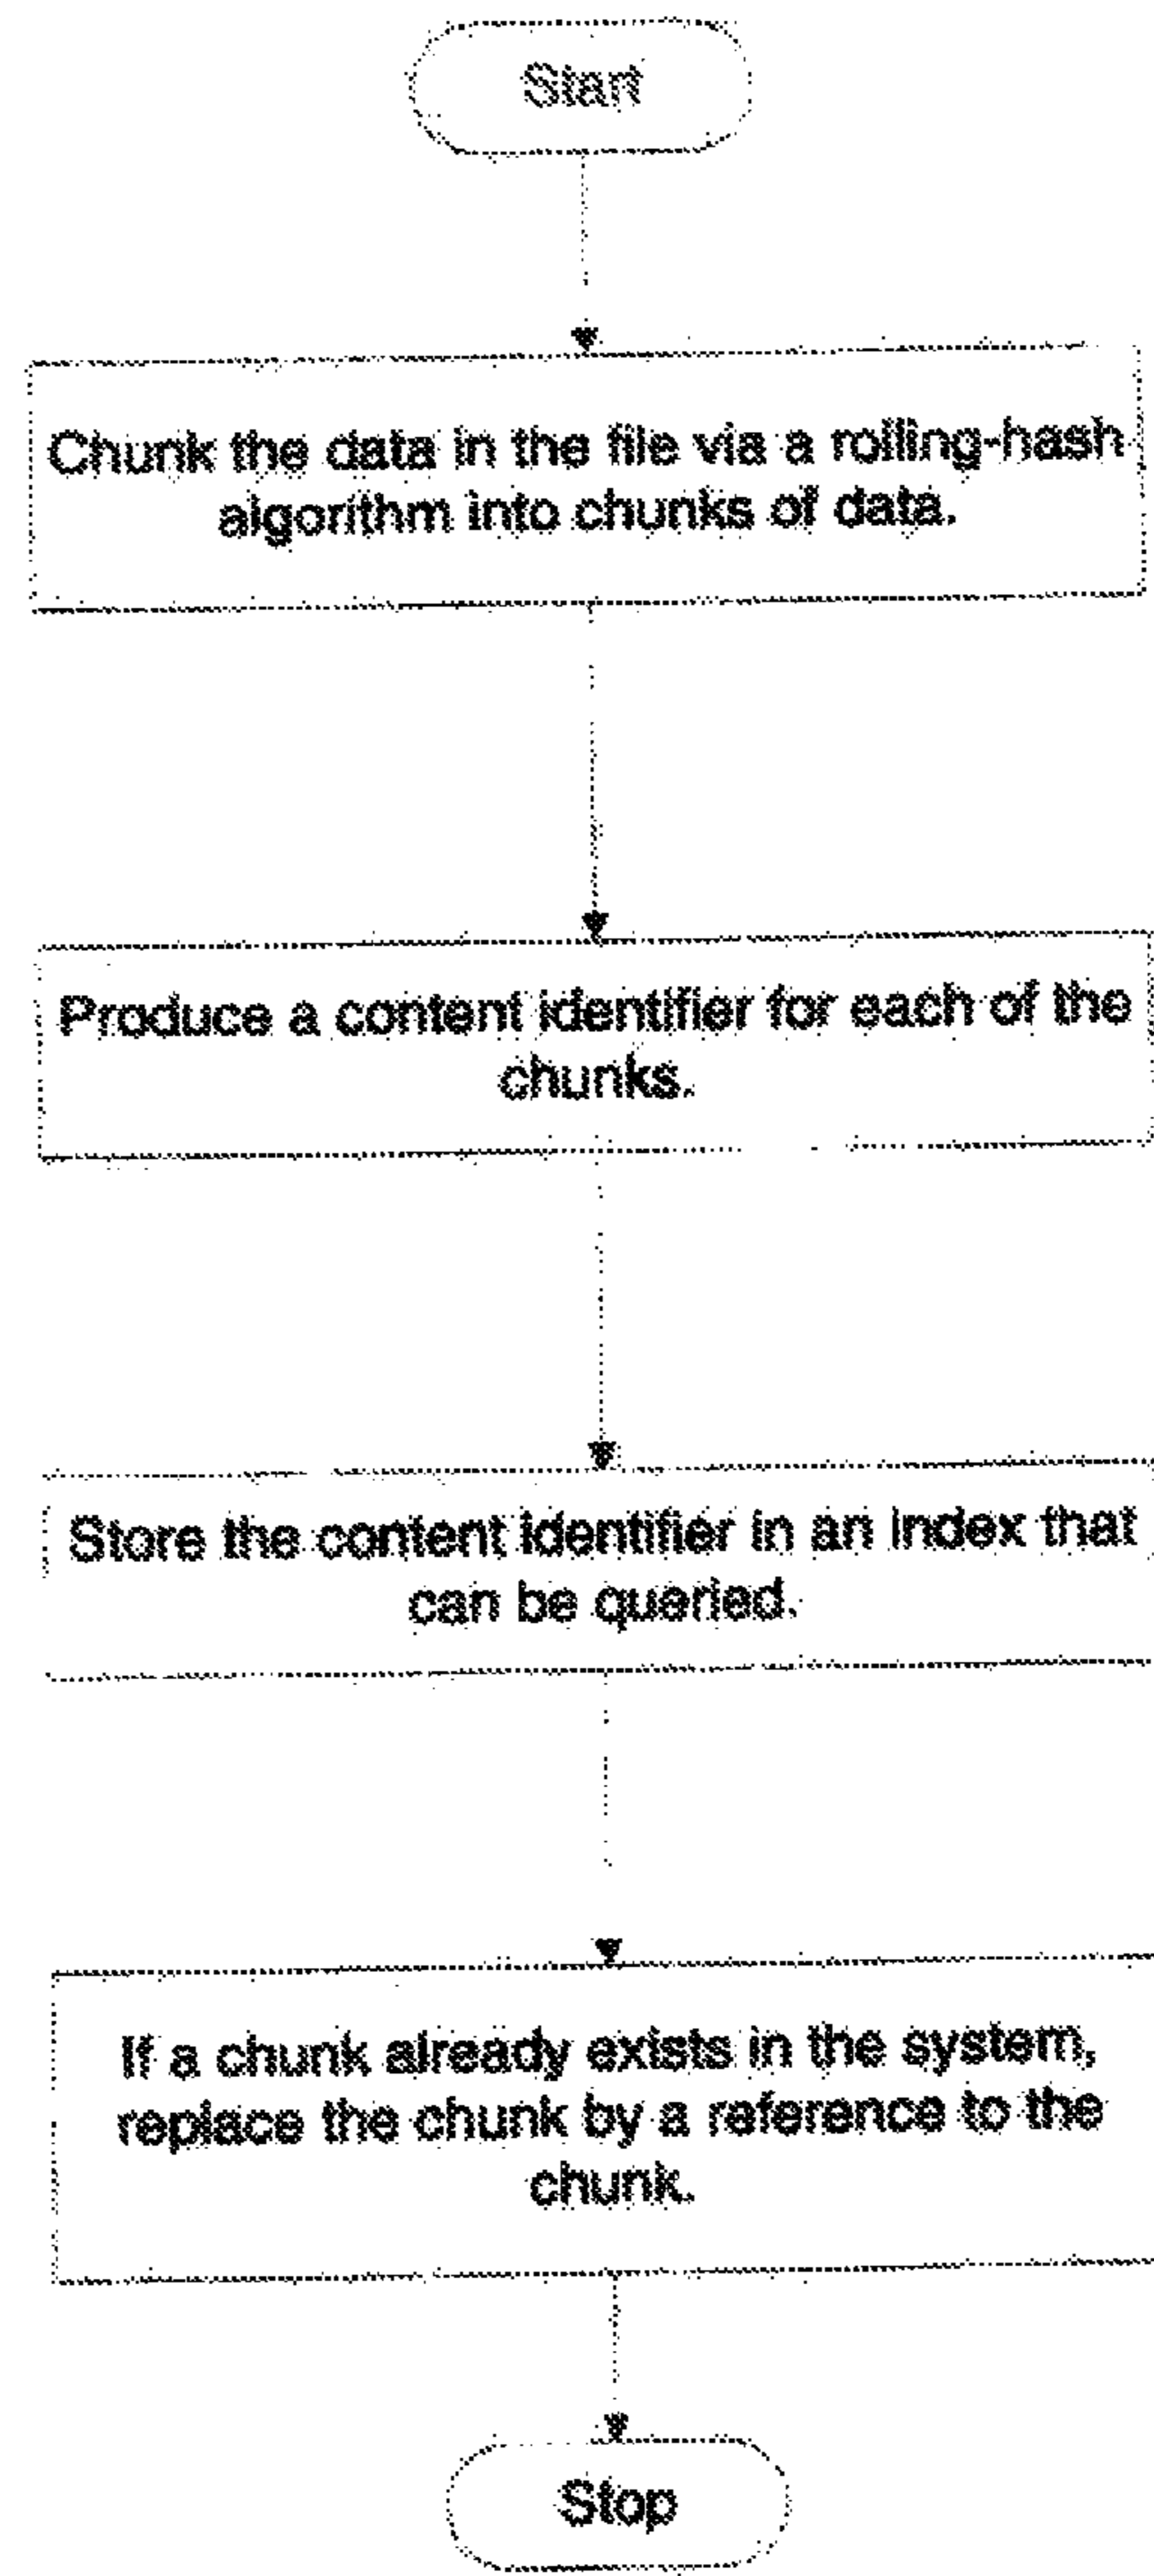 Start
Chunk the data in the file via a rolling-hash
algorithm into chunks of data.
Produce a content identifier for each of the
chunks.
Store the content identifier in an index that
can be queried.
If a chunk already exists in the system,
replace the chunk by a reference to the
chunk.
Stop